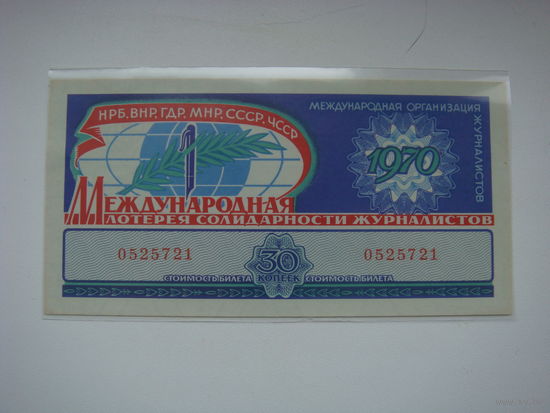 НРБ, ВНР, ГДР, МНР, СССР, ЧССР
МЕЖДУНАРОДНАЯ ОРГАНИЗАЦИЯ
ЖУРНАЛИСТОВ
1970
МЕЖДУНАРОДНАЯ
ЛОТЕРЕЯ СОЛИДАРНОСТИ ЖУРНАЛИСТОВ
0525721
30
КОПЕЕК
0525721
СТОИМОСТЬ БИЛЕТА
СТОИМОСТЬ БИЛЕТА